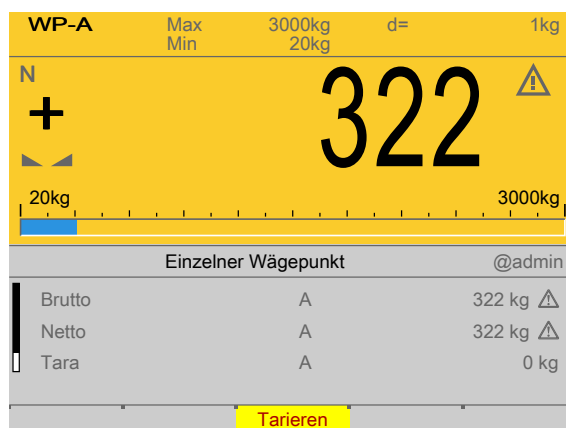 WP-A Max 3000kg d= 1kg
Min 20kg
N
+ 322
20kg 3000kg
Einzelner Wägepunkt @admin
Brutto A 322 kg
Netto A 322 kg
Tara A 0 kg
Tarieren